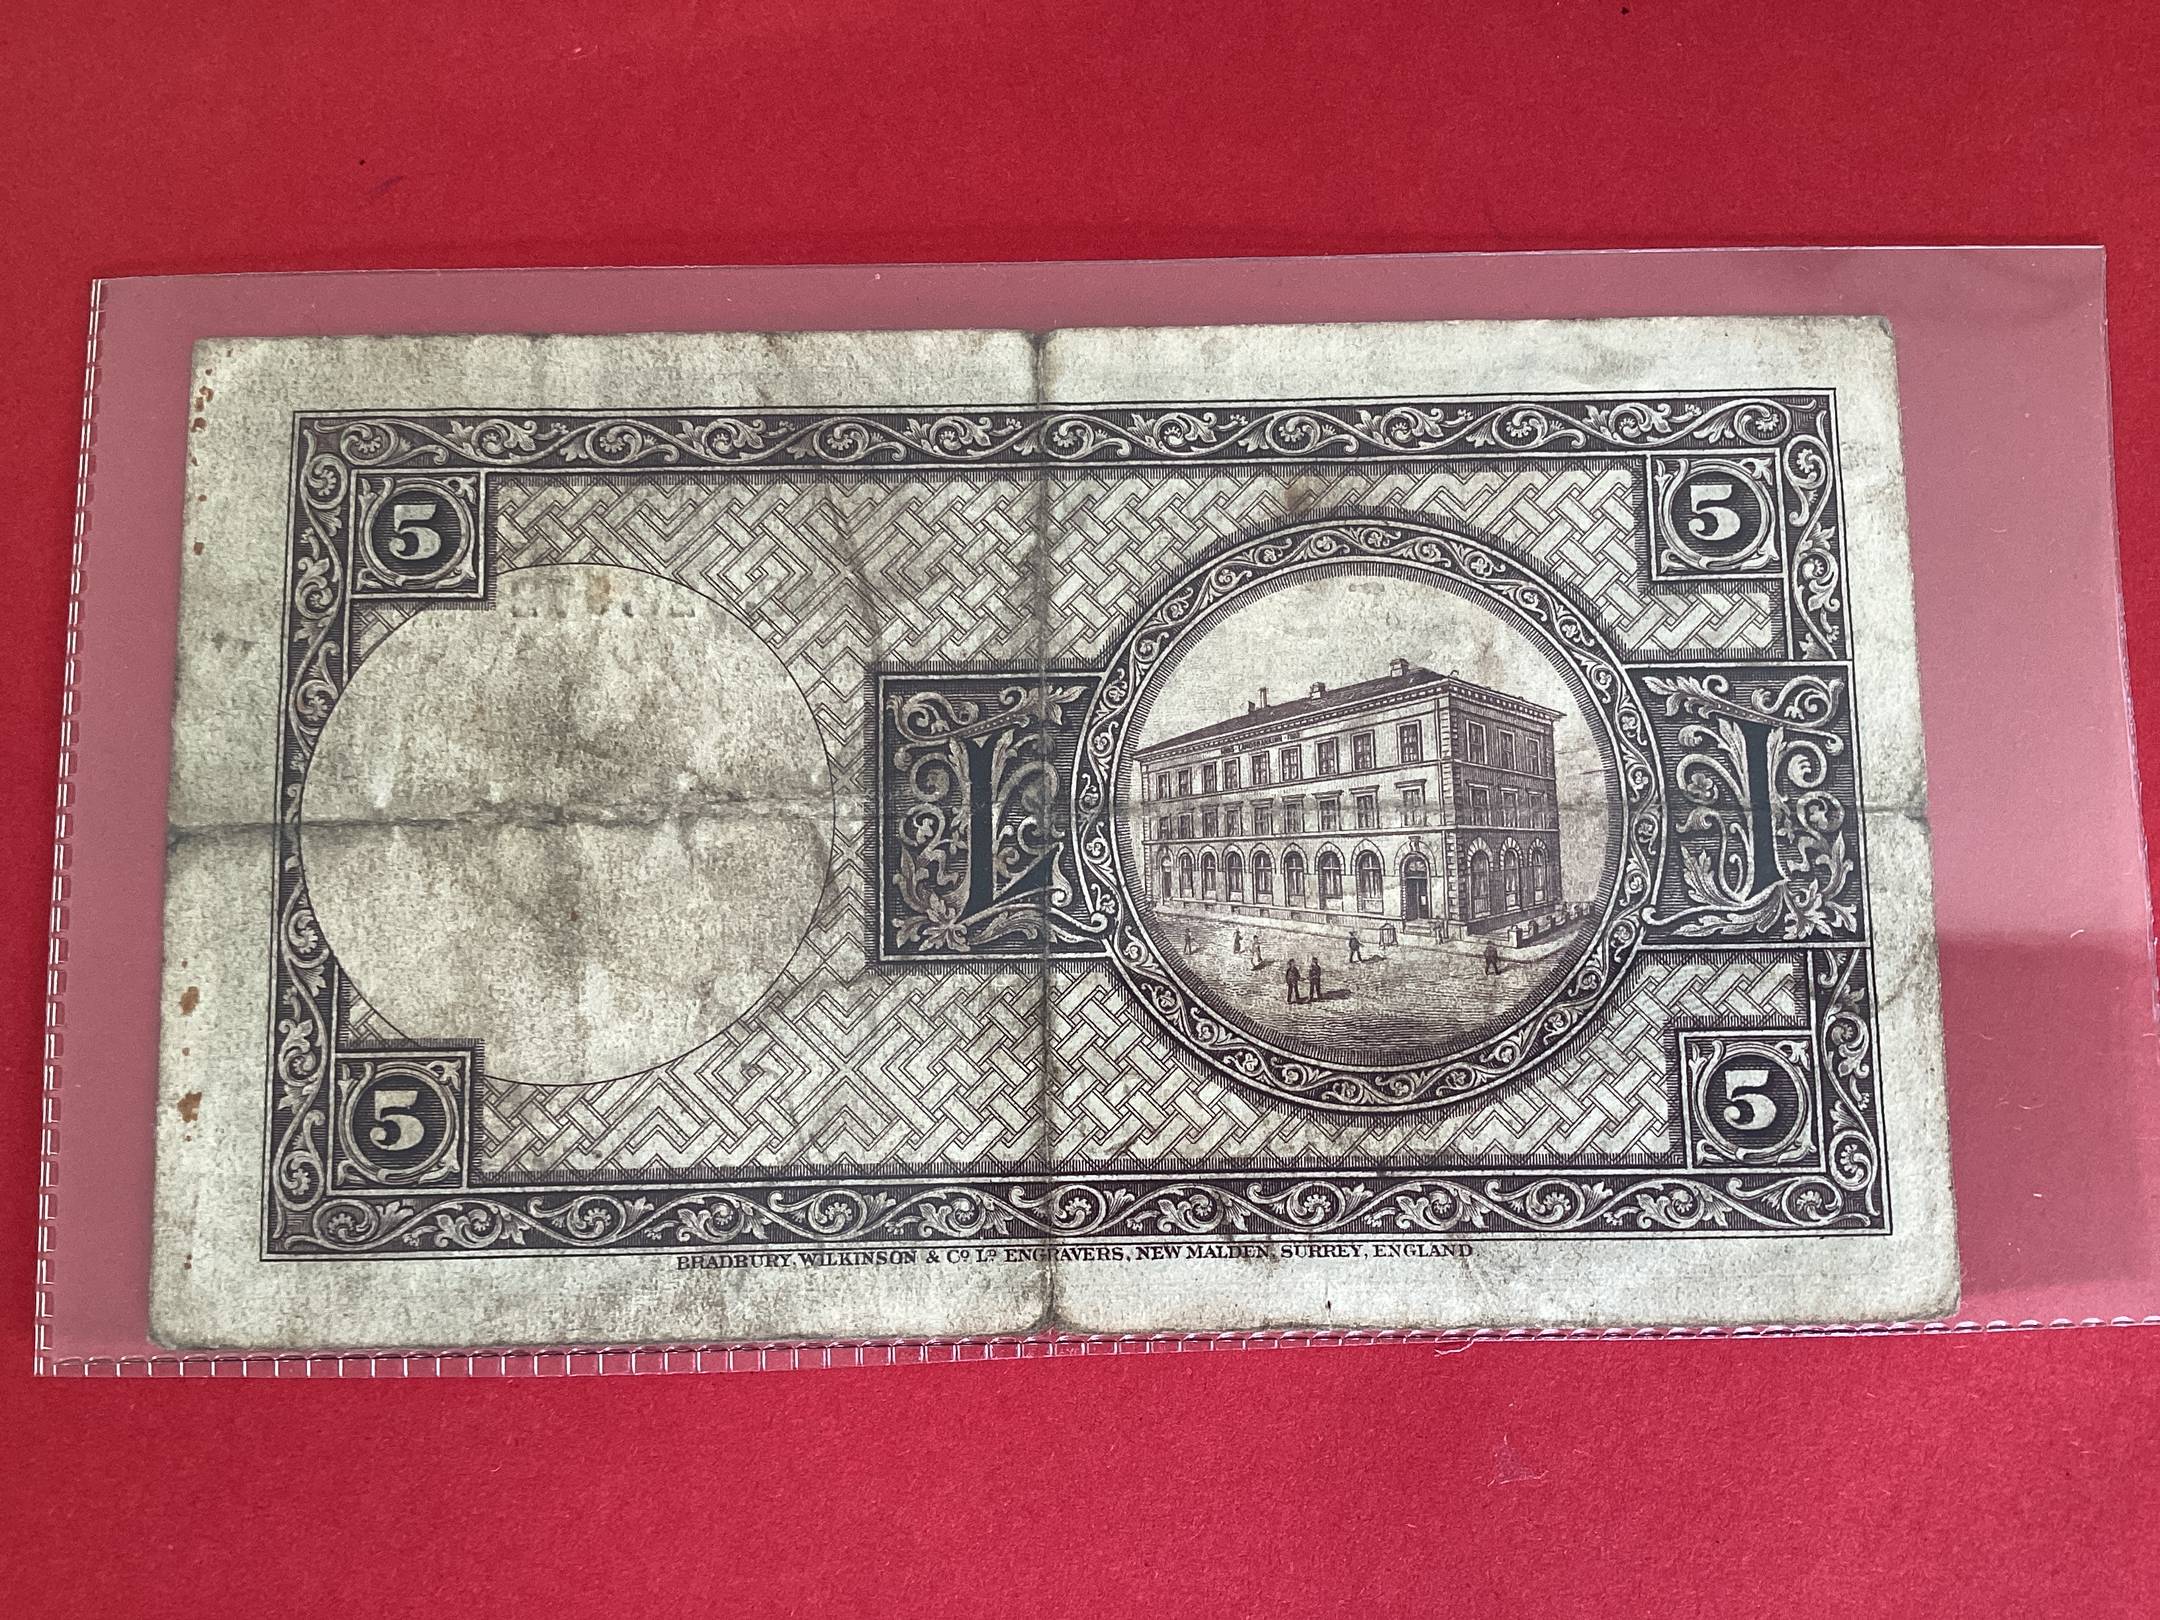 5 5
L I
5 5
BRADBURY, WILKINSON & Cº Lᴰ ENGRAVERS, NEW MALDEN, SURREY, ENGLAND